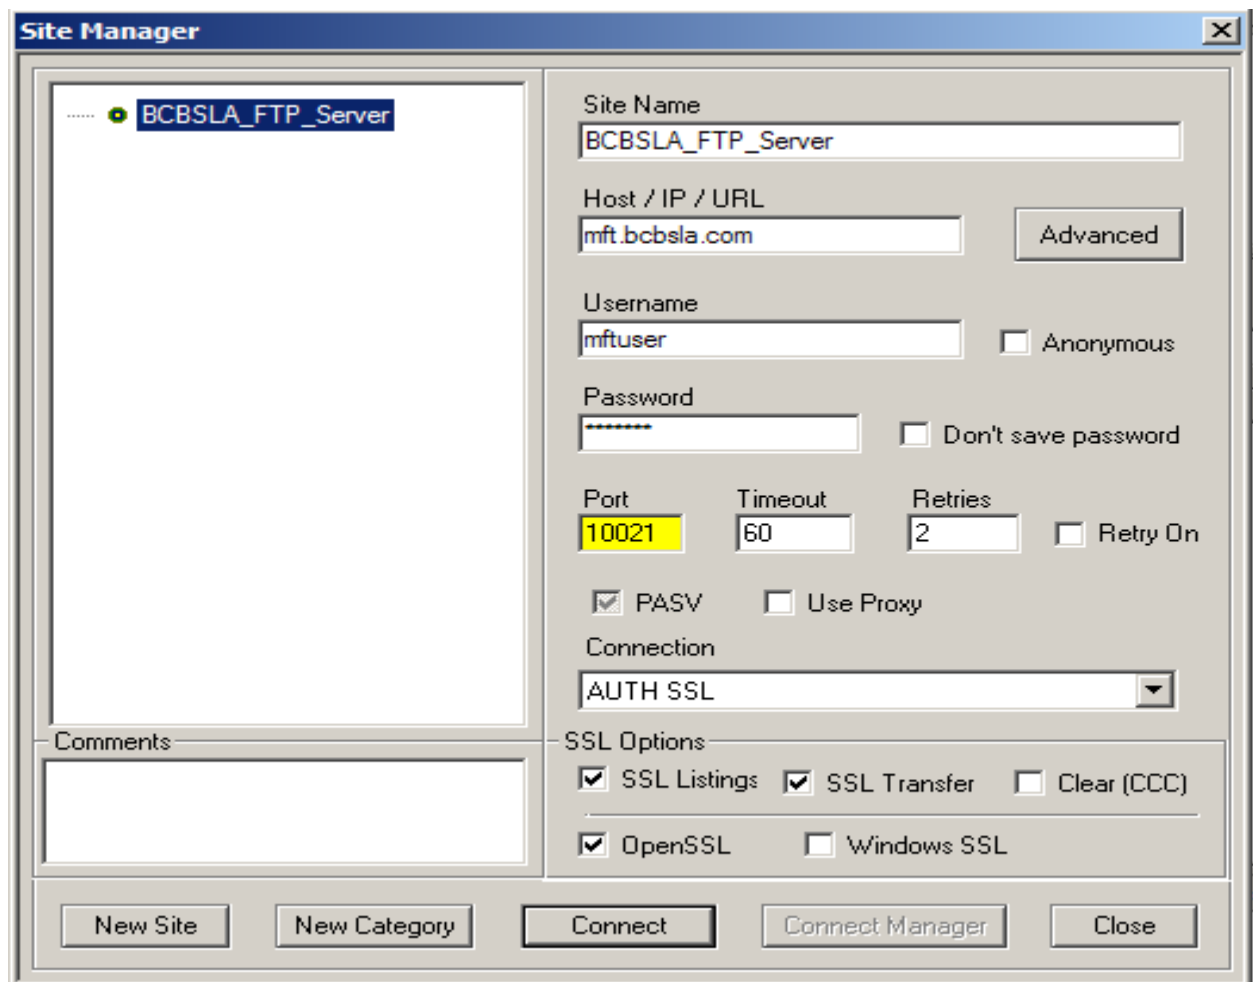 Site Manager
BCBSLA_FTP_Server
Site Name
BCBSLA_FTP_Server
Host / IP / URL
mft.bcbsla.com
Advanced
Username
mftuser
Anonymous
Password
*******
Don't save password
Port Timeout Retries
10021 60 2 Retry On
PASV Use Proxy
Connection
AUTH SSL
Comments
SSL Options
SSL Listings SSL Transfer Clear (CCC)
OpenSSL Windows SSL
New Site New Category Connect Connect Manager Close